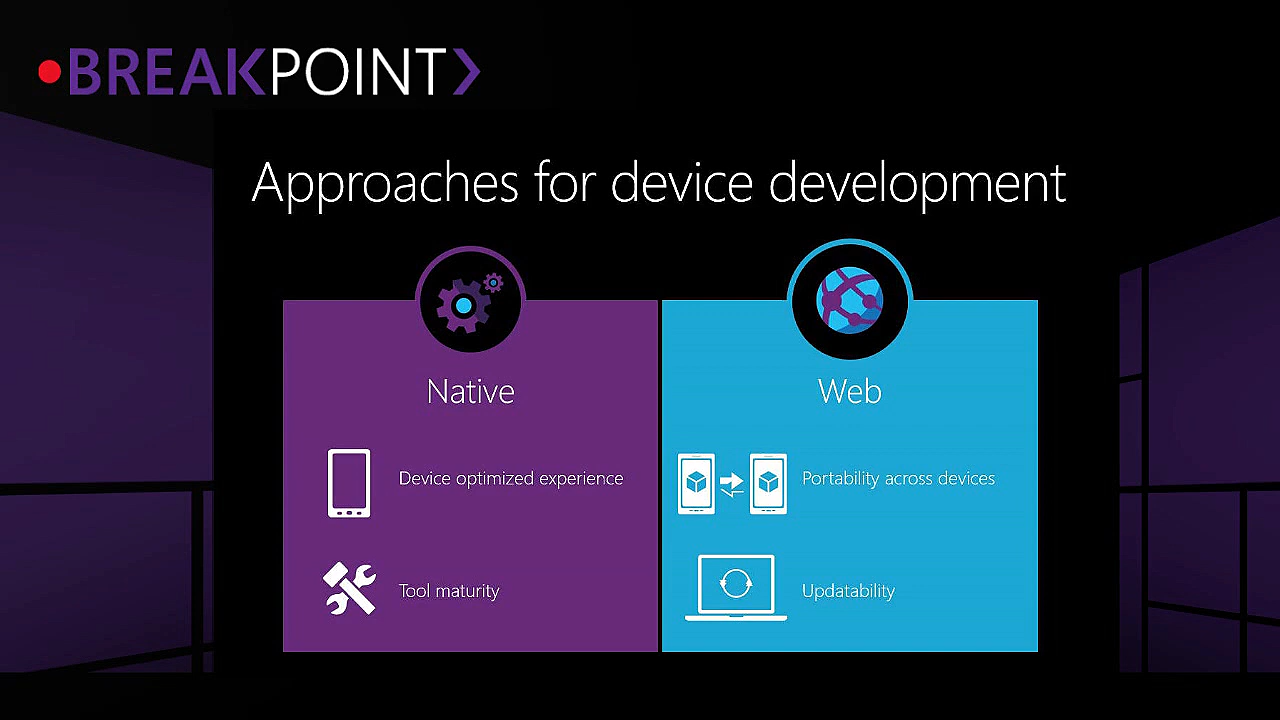 BREAKPOINT
Approaches for device development
Native
Device optimized experience
Tool maturity
Web
Portability across devices
Updatability